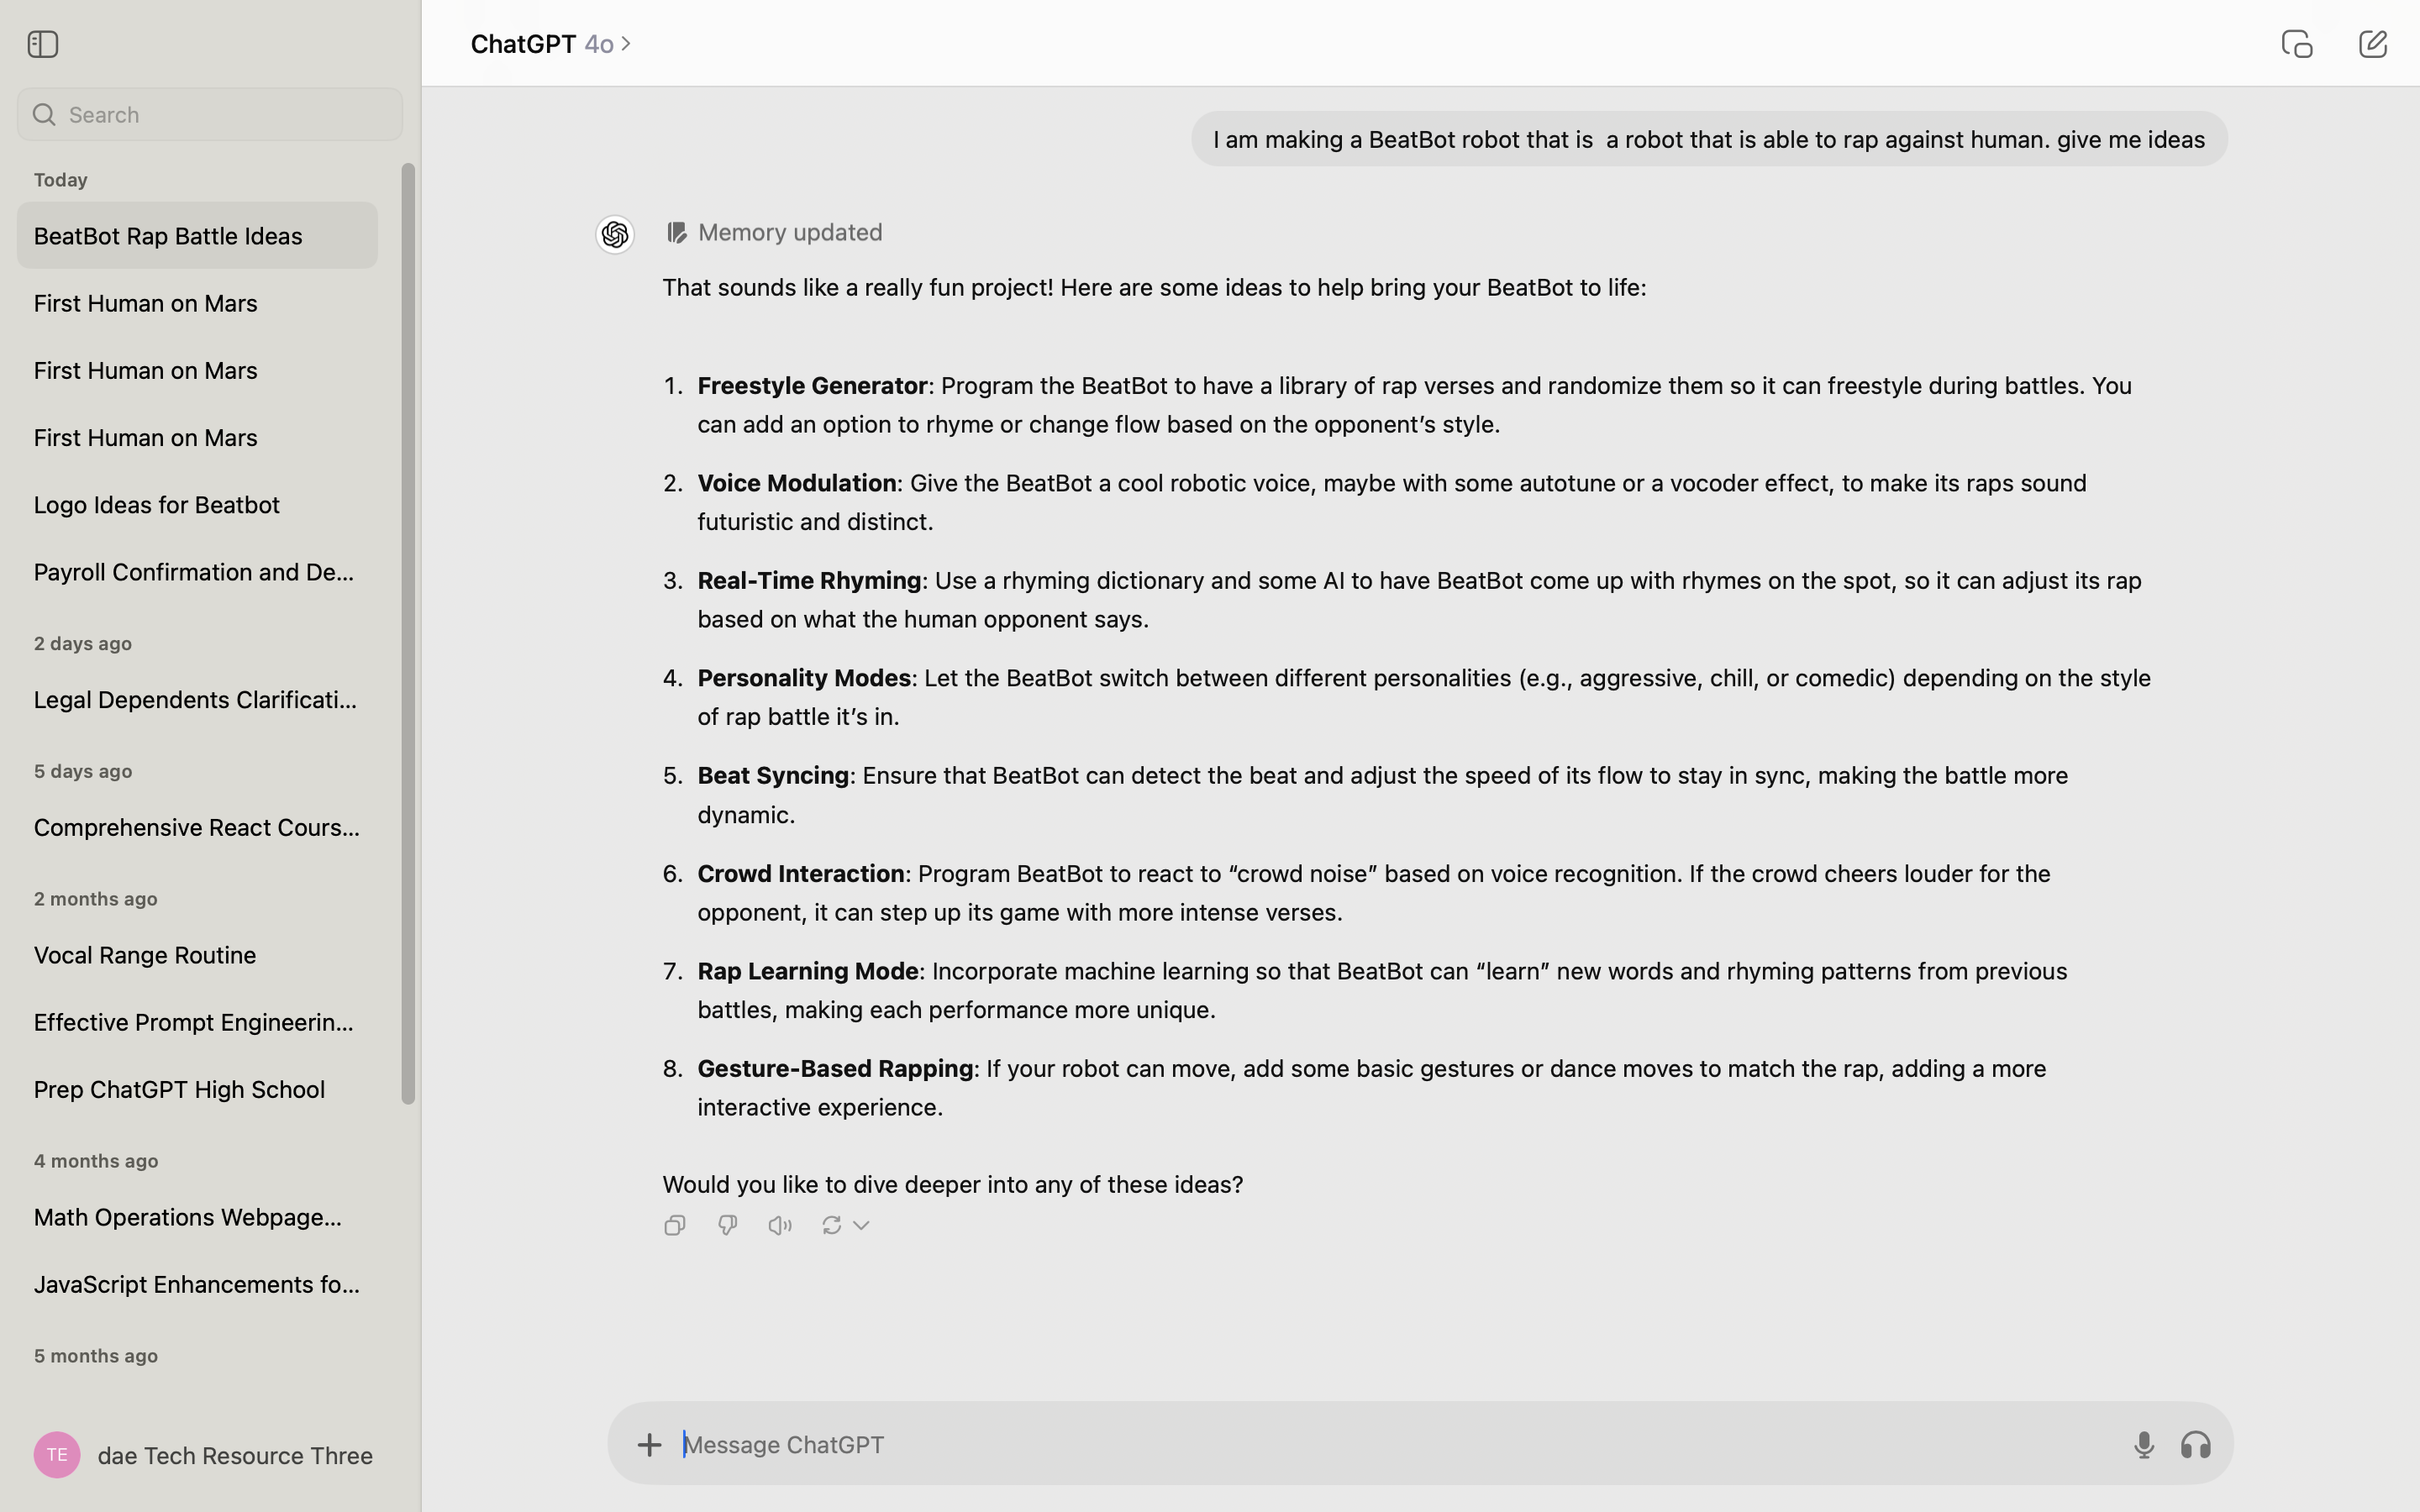 Search
Today
BeatBot Rap Battle Ideas
First Human on Mars
First Human on Mars
First Human on Mars
Logo Ideas for Beatbot
Payroll Confirmation and De...
2 days ago
Legal Dependents Clarificati...
5 days ago
Comprehensive React Cours...
2 months ago
Vocal Range Routine
Effective Prompt Engineerin...
Prep ChatGPT High School
4 months ago
Math Operations Webpage...
JavaScript Enhancements fo...
5 months ago
TE dae Tech Resource Three
ChatGPT 4o
I am making a BeatBot robot that is  a robot that is able to rap against human. give me ideas
Memory updated
That sounds like a really fun project! Here are some ideas to help bring your BeatBot to life:
1. Freestyle Generator: Program the BeatBot to have a library of rap verses and randomize them so it can freestyle during battles. You
can add an option to rhyme or change flow based on the opponent’s style.
2. Voice Modulation: Give the BeatBot a cool robotic voice, maybe with some autotune or a vocoder effect, to make its raps sound
futuristic and distinct.
3. Real-Time Rhyming: Use a rhyming dictionary and some AI to have BeatBot come up with rhymes on the spot, so it can adjust its rap
based on what the human opponent says.
4. Personality Modes: Let the BeatBot switch between different personalities (e.g., aggressive, chill, or comedic) depending on the style
of rap battle it’s in.
5. Beat Syncing: Ensure that BeatBot can detect the beat and adjust the speed of its flow to stay in sync, making the battle more
dynamic.
6. Crowd Interaction: Program BeatBot to react to “crowd noise” based on voice recognition. If the crowd cheers louder for the
opponent, it can step up its game with more intense verses.
7. Rap Learning Mode: Incorporate machine learning so that BeatBot can “learn” new words and rhyming patterns from previous
battles, making each performance more unique.
8. Gesture-Based Rapping: If your robot can move, add some basic gestures or dance moves to match the rap, adding a more
interactive experience.
Would you like to dive deeper into any of these ideas?
Message ChatGPT